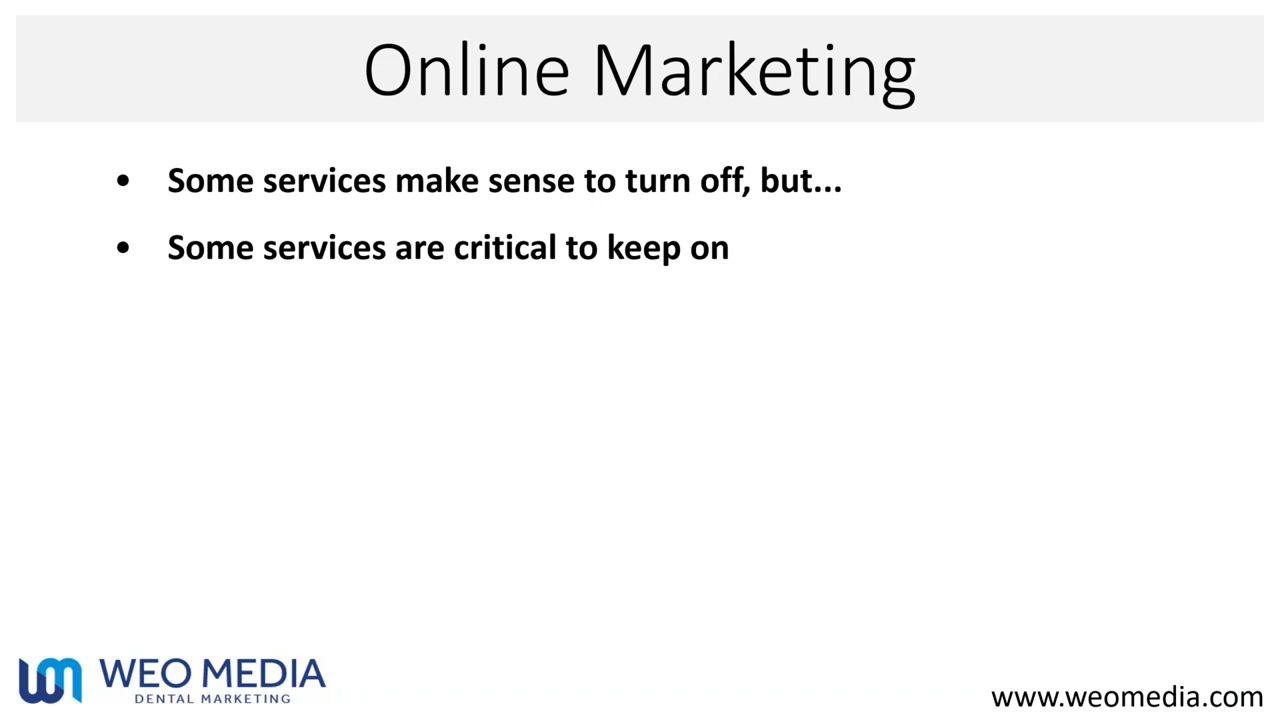 Online Marketing
• Some services make sense to turn off, but...
• Some services are critical to keep on
WEO MEDIA
DENTAL MARKETING
www.weomedia.com